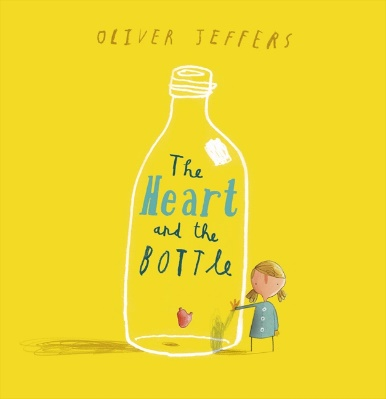 OLIVER JEFFERS
The
Heart
and the
BOTTLE